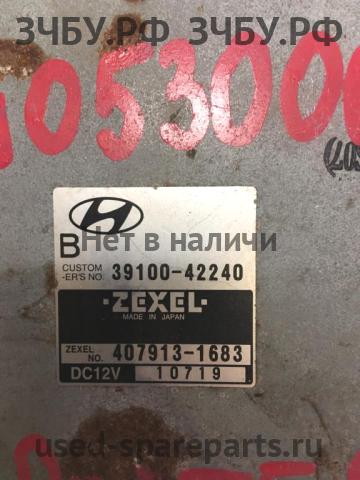 ЗЧБУ.РФ ЗЧБУ.РФ
1053000
Нет в наличи
B
CUSTOM
-ER'S NO. 39100-42240
·ZEXEL·
MADE IN JAPAN
ZEXEL
NO. 407913-1683
DC12V 10719
used-spareparts.ru